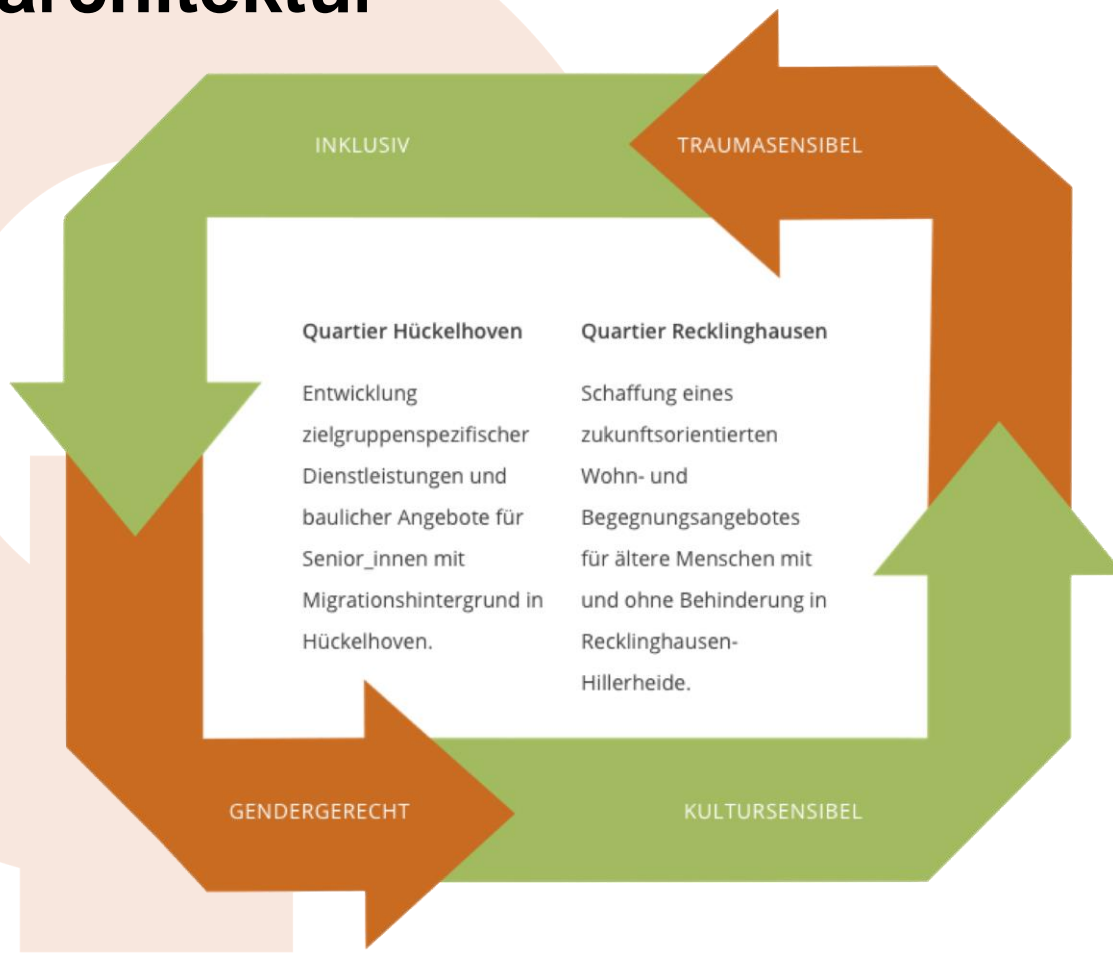 architektur
INKLUSIV
TRAUMASENSIBEL
Quartier Hückelhoven
Entwicklung
zielgruppenspezifischer
Dienstleistungen und
baulicher Angebote für
Senior_innen mit
Migrationshintergrund in
Hückelhoven.
Quartier Recklinghausen
Schaffung eines
zukunftsorientierten
Wohn- und
Begegnungsangebotes
für ältere Menschen mit
und ohne Behinderung in
Recklinghausen-
Hillerheide.
GENDERGERECHT
KULTURSENSIBEL